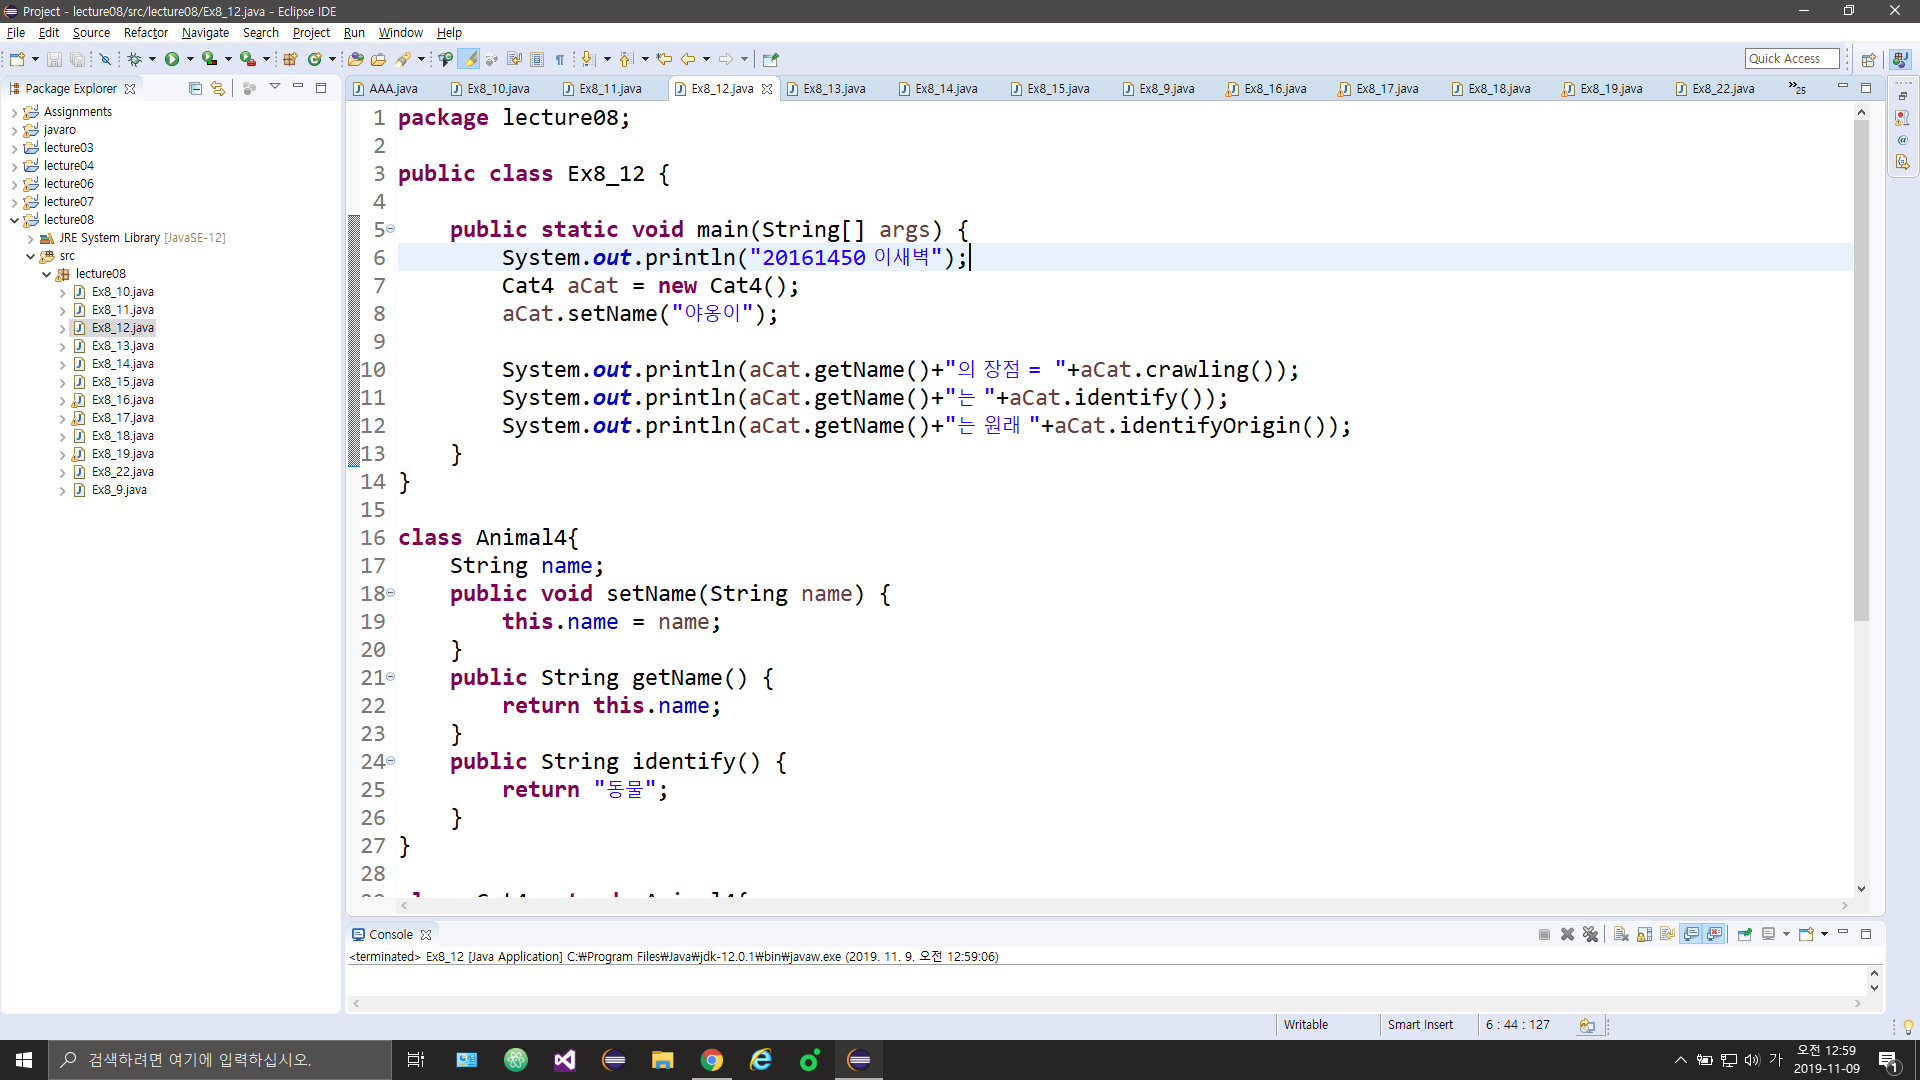 Project - lecture08/src/lecture08/Ex8_12.java - Eclipse IDE
File Edit Source Refactor Navigate Search Project Run Window Help
Quick Access
Package Explorer
AAA.java Ex8_10.java Ex8_11.java Ex8_12.java Ex8_13.java Ex8_14.java Ex8_15.java Ex8_9.java Ex8_16.java Ex8_17.java Ex8_18.java Ex8_19.java Ex8_22.java »25
Assignments
javaro
lecture03
lecture04
lecture06
lecture07
lecture08
JRE System Library [JavaSE-12]
src
lecture08
Ex8_10.java
Ex8_11.java
Ex8_12.java
Ex8_13.java
Ex8_14.java
Ex8_15.java
Ex8_16.java
Ex8_17.java
Ex8_18.java
Ex8_19.java
Ex8_22.java
Ex8_9.java
1 package lecture08;
2
3 public class Ex8_12 {
4
5 public static void main(String[] args) {
6 System.out.println("20161450 이새벽");
7 Cat4 aCat = new Cat4();
8 aCat.setName("야옹이");
9
10 System.out.println(aCat.getName()+"의 장점 = "+aCat.crawling());
11 System.out.println(aCat.getName()+"는 "+aCat.identify());
12 System.out.println(aCat.getName()+"는 원래 "+aCat.identifyOrigin());
13 }
14 }
15
16 class Animal4{
17 String name;
18 public void setName(String name) {
19 this.name = name;
20 }
21 public String getName() {
22 return this.name;
23 }
24 public String identify() {
25 return "동물";
26 }
27 }
28
Console
<terminated> Ex8_12 [Java Application] C:₩Program Files₩Java₩jdk-12.0.1₩bin₩javaw.exe (2019. 11. 9. 오전 12:59:06)
Writable Smart Insert 6 : 44 : 127
검색하려면 여기에 입력하십시오.
가
오전 12:59
2019-11-09
1